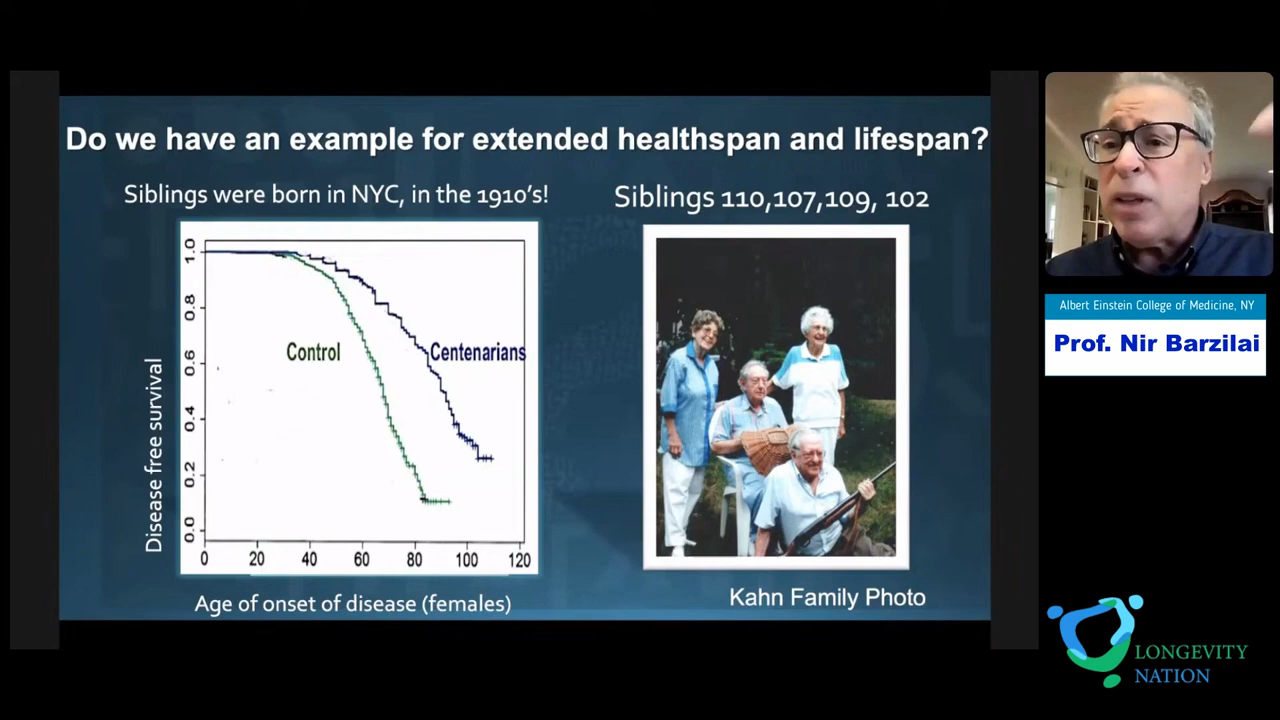 Do we have an example for extended healthspan and lifespan?
Siblings were born in NYC, in the 1910's!
Siblings 110,107,109, 102
Disease free survival
1.0
0.8
0.6
0.4
0.2
0.0
Control
Centenarians
0 20 40 60 80 100 120
Age of onset of disease (females)
Kahn Family Photo
Albert Einstein College of Medicine, NY
Prof. Nir Barzilai
LONGEVITY
NATION